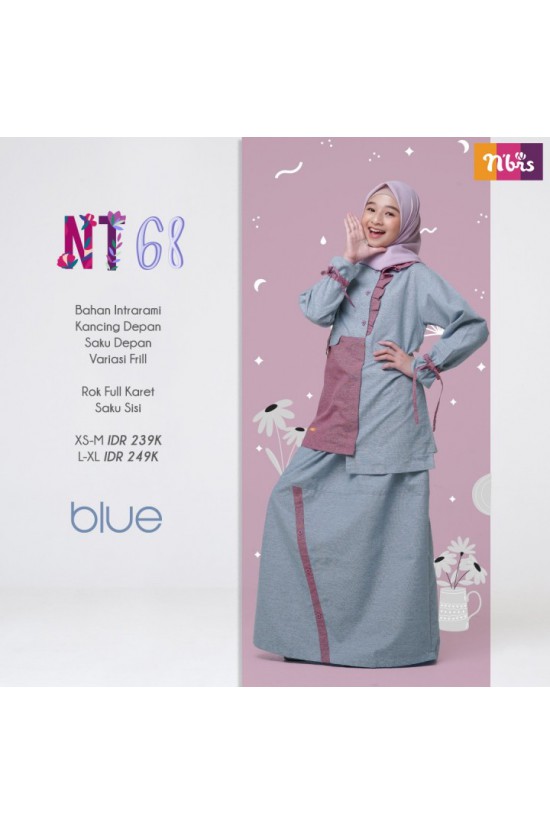 N'brs
NT 68
Bahan Intrarami
Kancing Depan
Saku Depan
Variasi Frill
Rok Full Karet
Saku Sisi
XS-M IDR 239K
L-XL IDR 249K
blue